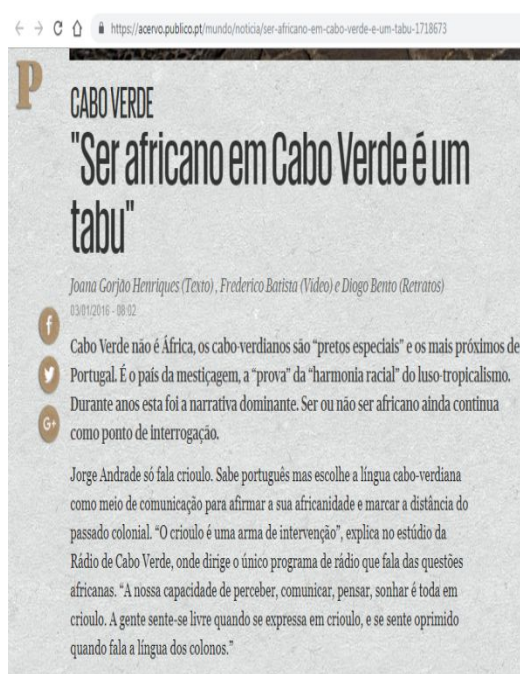 https://acervo.publico.pt/mundo/noticia/ser-africano-em-cabo-verde-e-um-tabu-1718673
P
CABO VERDE
"Ser africano em Cabo Verde é um
tabu"
Joana Gorjão Henriques (Texto) , Frederico Batista (Vídeo) e Diogo Bento (Retratos)
03/01/2016 - 08:02
f
G+
Cabo Verde não é África, os cabo-verdianos são “pretos especiais” e os mais próximos de
Portugal. É o país da mestiçagem, a “prova” da “harmonia racial” do luso-tropicalismo.
Durante anos esta foi a narrativa dominante. Ser ou não ser africano ainda continua
como ponto de interrogação.
Jorge Andrade só fala crioulo. Sabe português mas escolhe a língua cabo-verdiana
como meio de comunicação para afirmar a sua africanidade e marcar a distância do
passado colonial. “O crioulo é uma arma de intervenção”, explica no estúdio da
Rádio de Cabo Verde, onde dirige o único programa de rádio que fala das questões
africanas. “A nossa capacidade de perceber, comunicar, pensar, sonhar é toda em
crioulo. A gente sente-se livre quando se expressa em crioulo, e se sente oprimido
quando fala a língua dos colonos.”